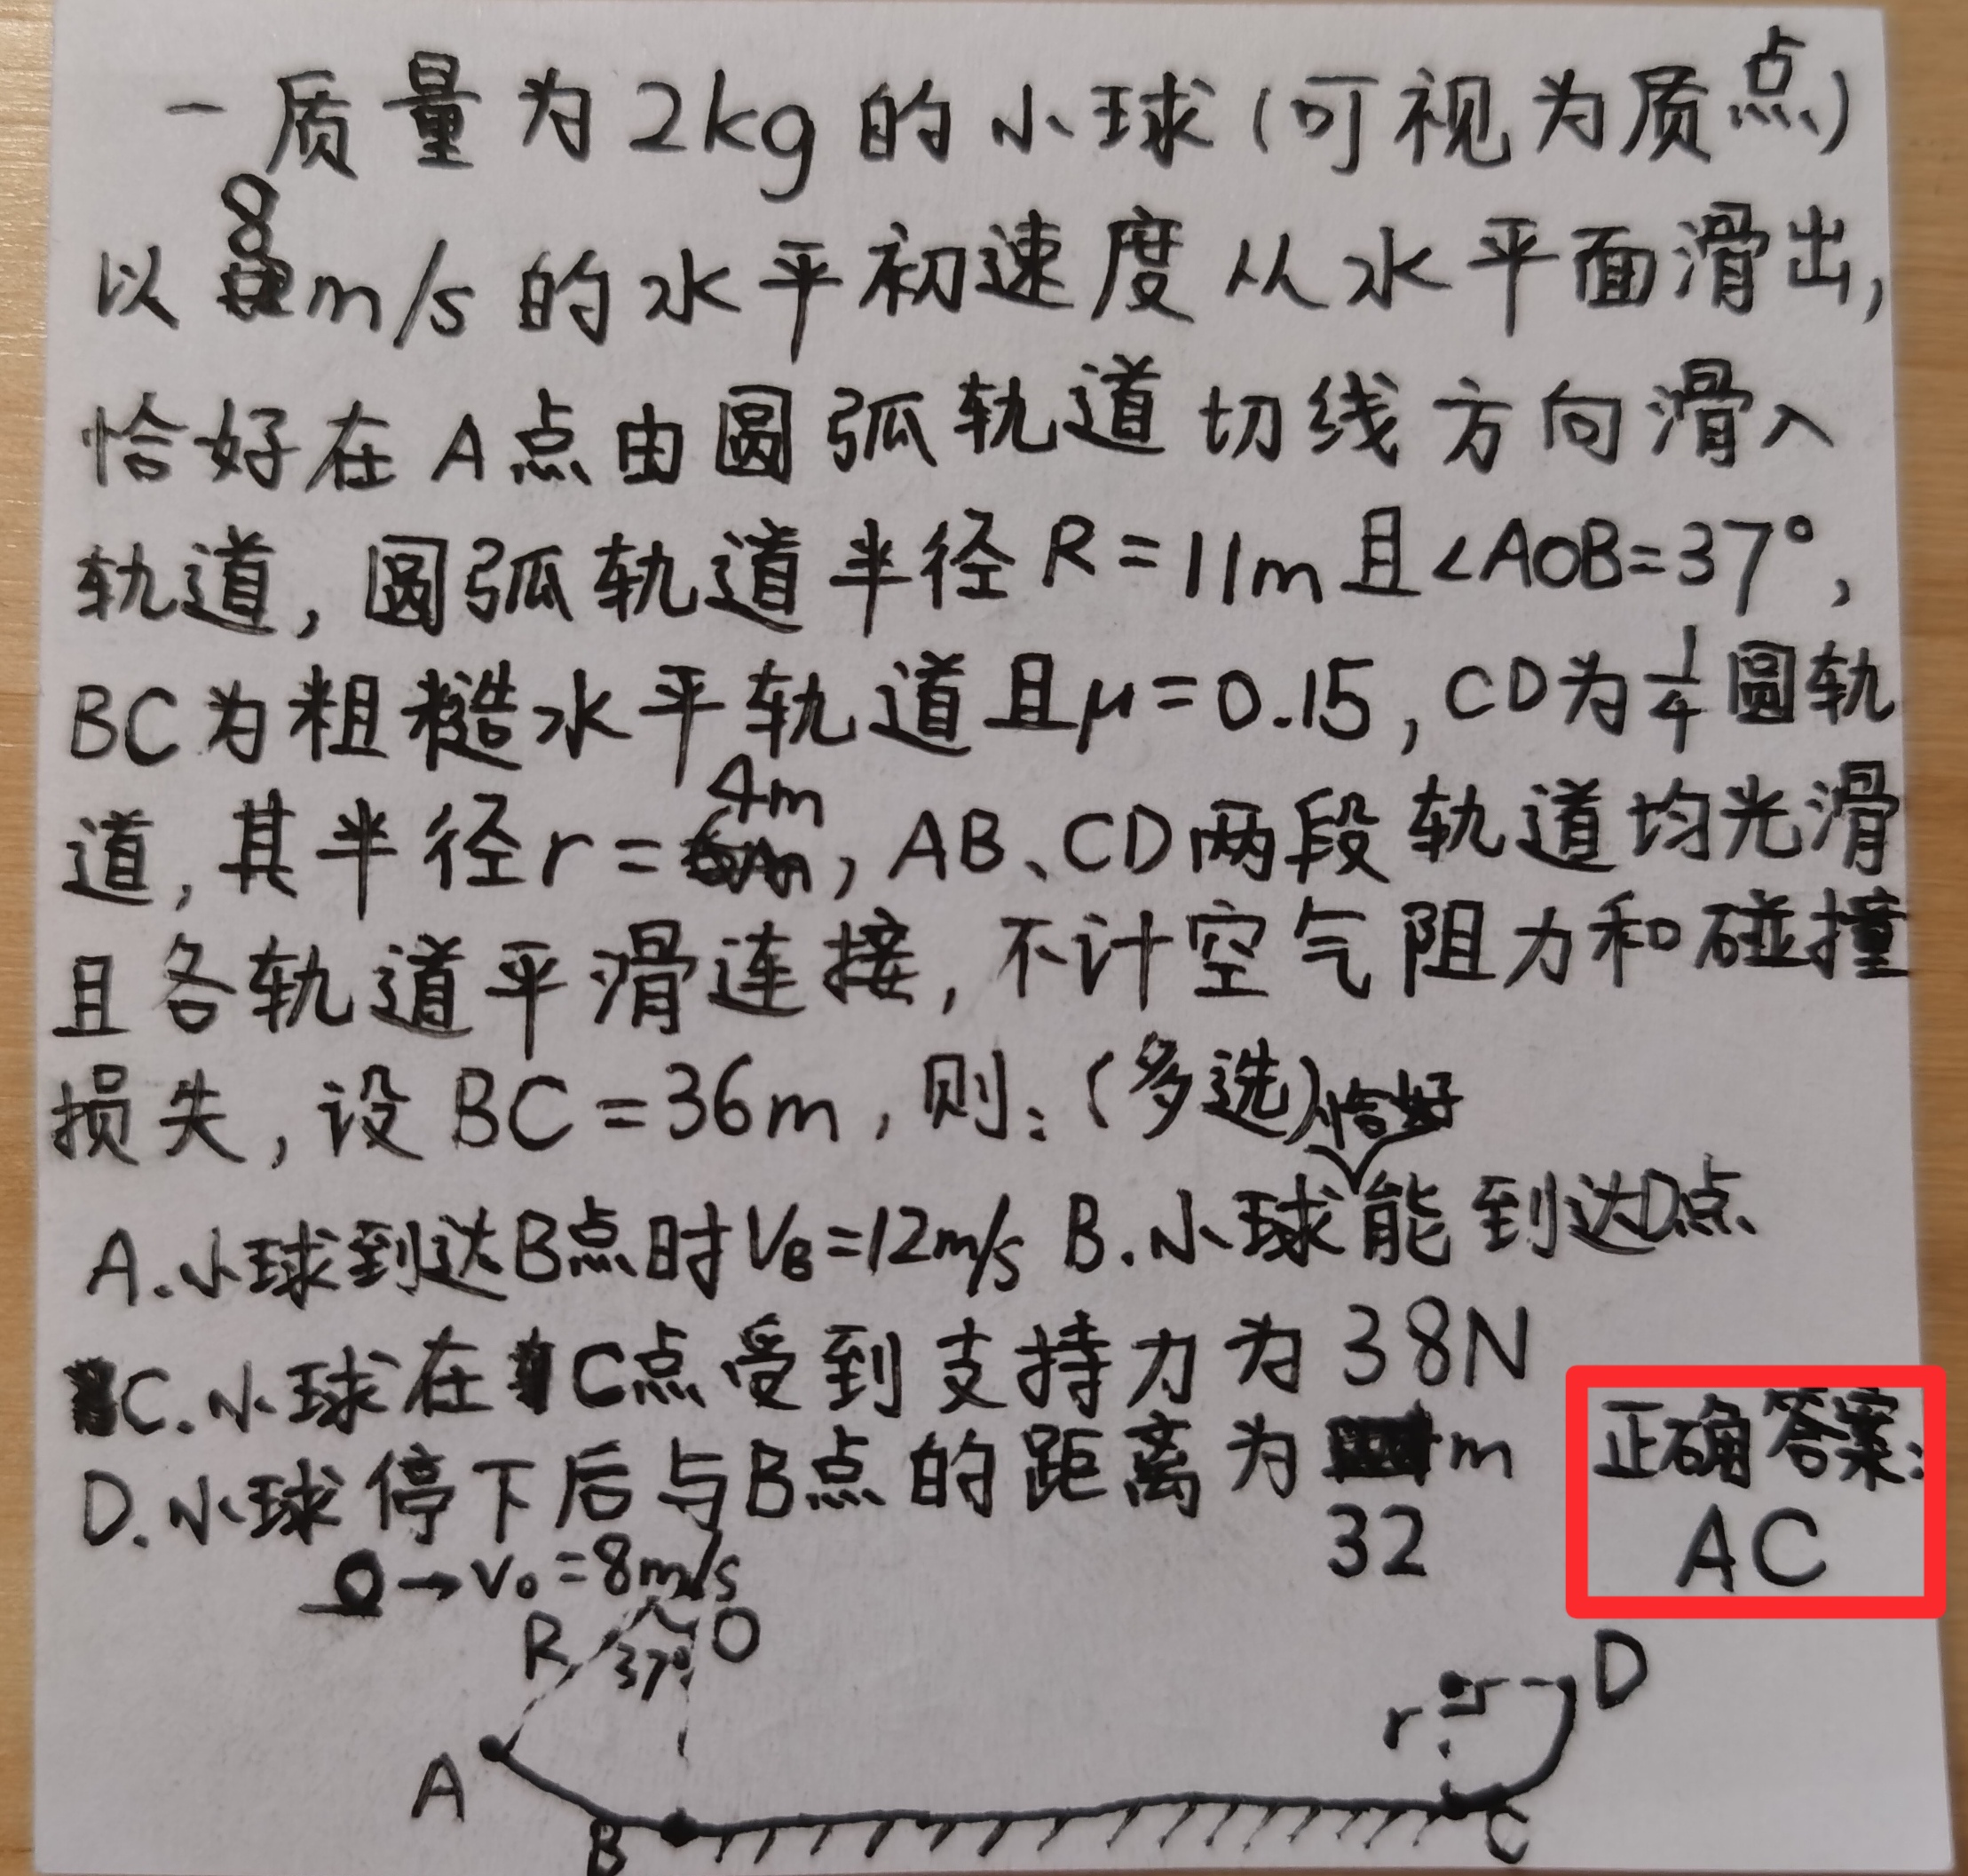 一质量为2kg的小球(可视为质点)
以8m/s的水平初速度从水平面滑出,
恰好在A点由圆弧轨道切线方向滑入
轨道,圆弧轨道半径R=11m且∠AOB=37°,
BC为粗糙水平轨道且μ=0.15,CD为1/4圆轨
道,其半径r=4m,AB、CD两段轨道均光滑
且各轨道平滑连接,不计空气阻力和碰撞
损失,设BC=36m,则:(多选)
A.小球到达B点时VB=12m/s B.小球恰好能到达D点
C.小球在C点受到支持力为38N
D.小球停下后与B点的距离为32m
正确答案:
AC
→v₀=8m/s
R 37° O
D
r
A
B
C